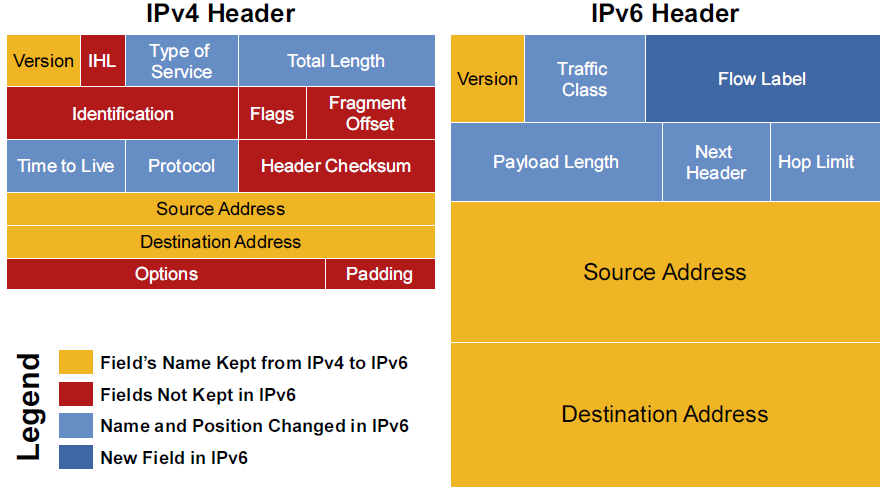 IPv4 Header
Version
IHL
Type of
Service
Total Length
Identification
Flags
Fragment
Offset
Time to Live
Protocol
Header Checksum
Source Address
Destination Address
Options
Padding
IPv6 Header
Version
Traffic
Class
Flow Label
Payload Length
Next
Header
Hop Limit
Source Address
Destination Address
Legend
Field's Name Kept from IPv4 to IPv6
Fields Not Kept in IPv6
Name and Position Changed in IPv6
New Field in IPv6